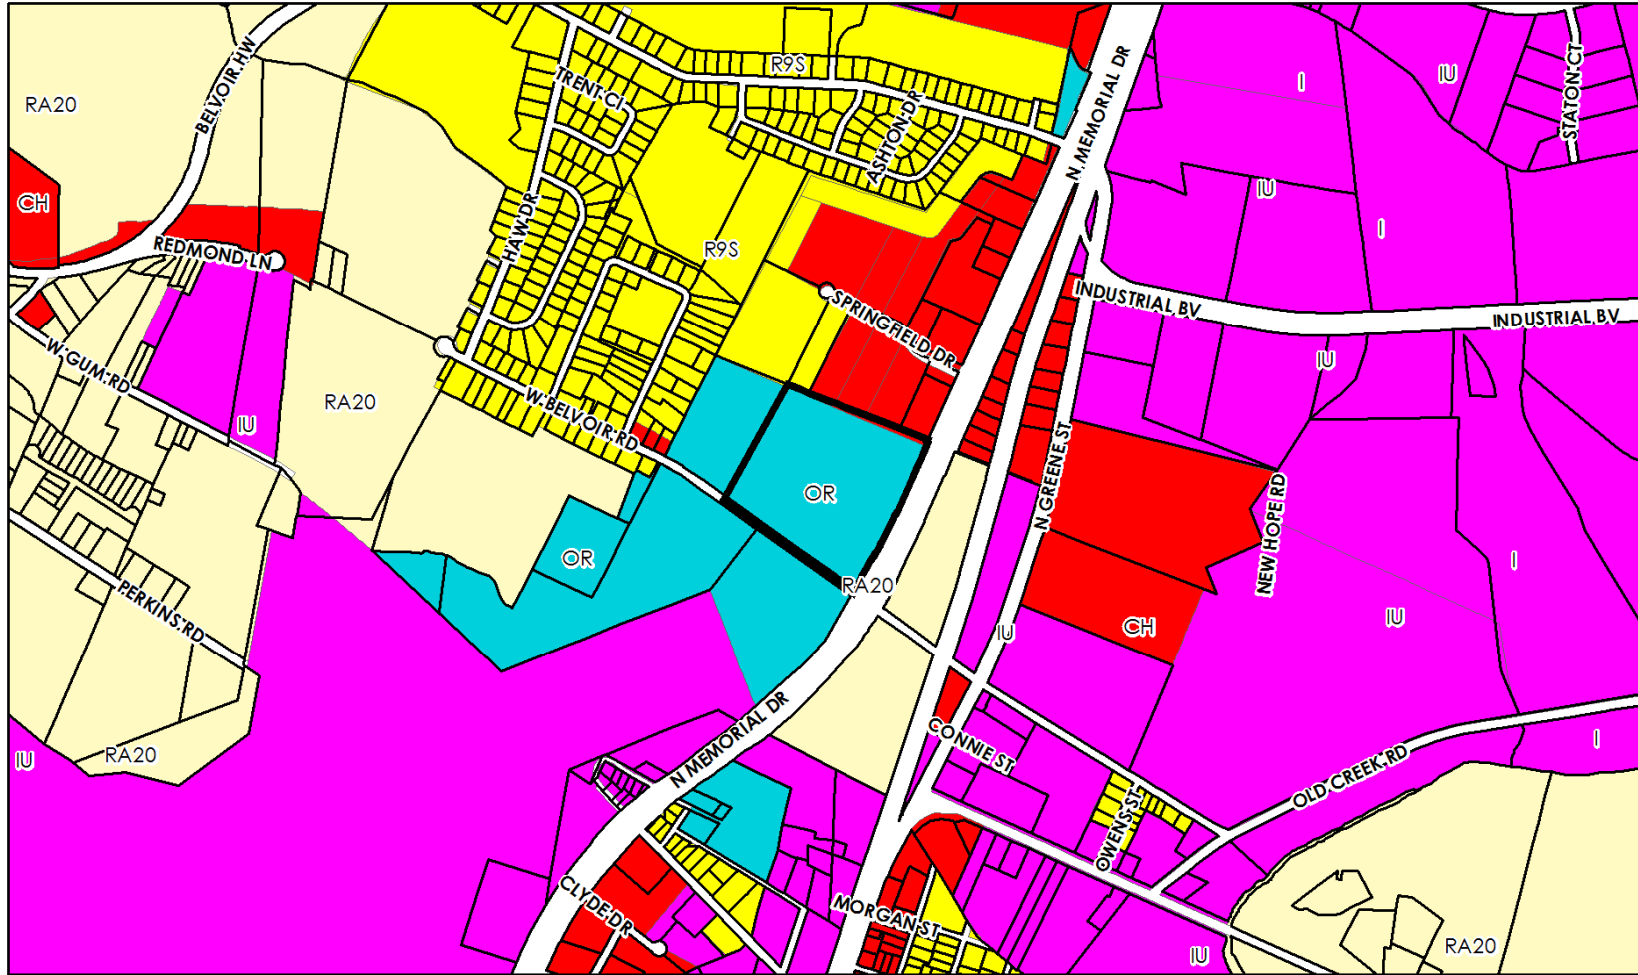 R9S
BELVOIR HW
RA20
TRENT CI
N MEMORIAL DR
IU
I
STATON CT
ASHTON DR
IU
CH
HAW DR
I
REDMOND LN
R9S
SPRINGFIELD DR
INDUSTRIAL BV
INDUSTRIAL BV
W GUM RD
IU
RA20
W BELVOIR RD
IU
N GREENE ST
OR
NEW HOPE RD
OR
I
RA20
PERKINS RD
IU
CH
IU
N MEMORIAL DR
CONNIE ST
RA20
IU
I
OLD CREEK RD
OWENS ST
CLYDE DR
MORGAN ST
RA20
IU